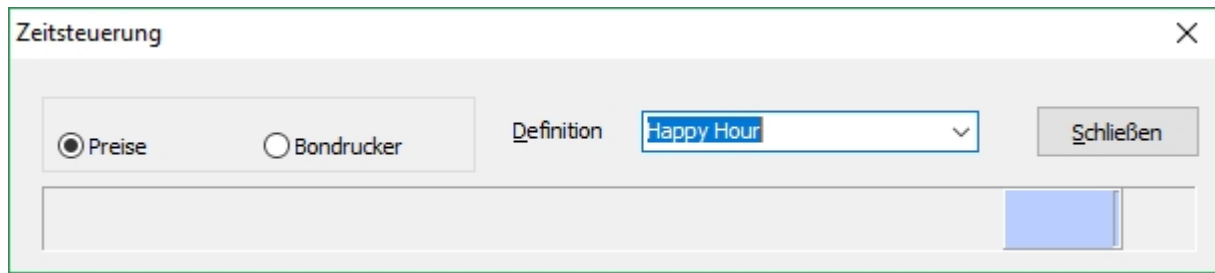 Zeitsteuerung
Preise
Bondrucker
Definition
Happy Hour
Schließen